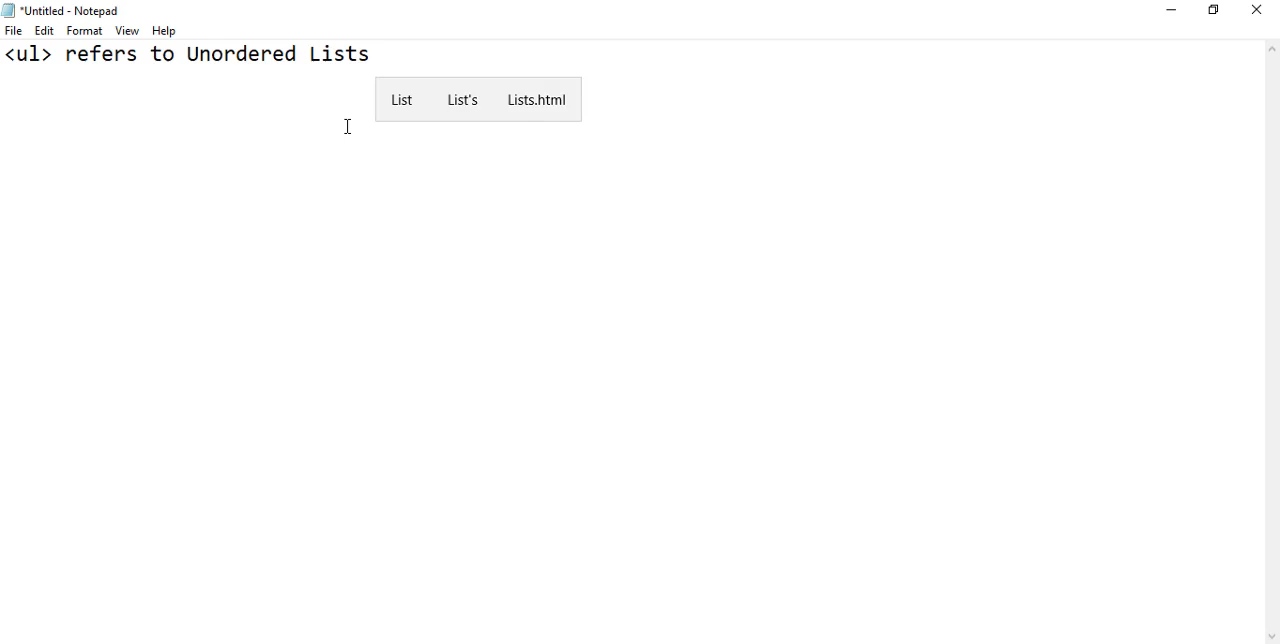 *Untitled - Notepad
File Edit Format View Help
<ul> refers to Unordered Lists
List List's Lists.html